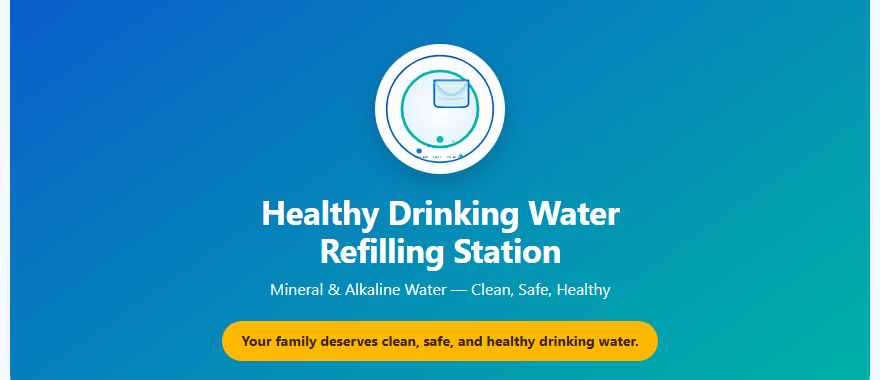 Healthy Drinking Water
Refilling Station
Mineral & Alkaline Water — Clean, Safe, Healthy
Your family deserves clean, safe, and healthy drinking water.